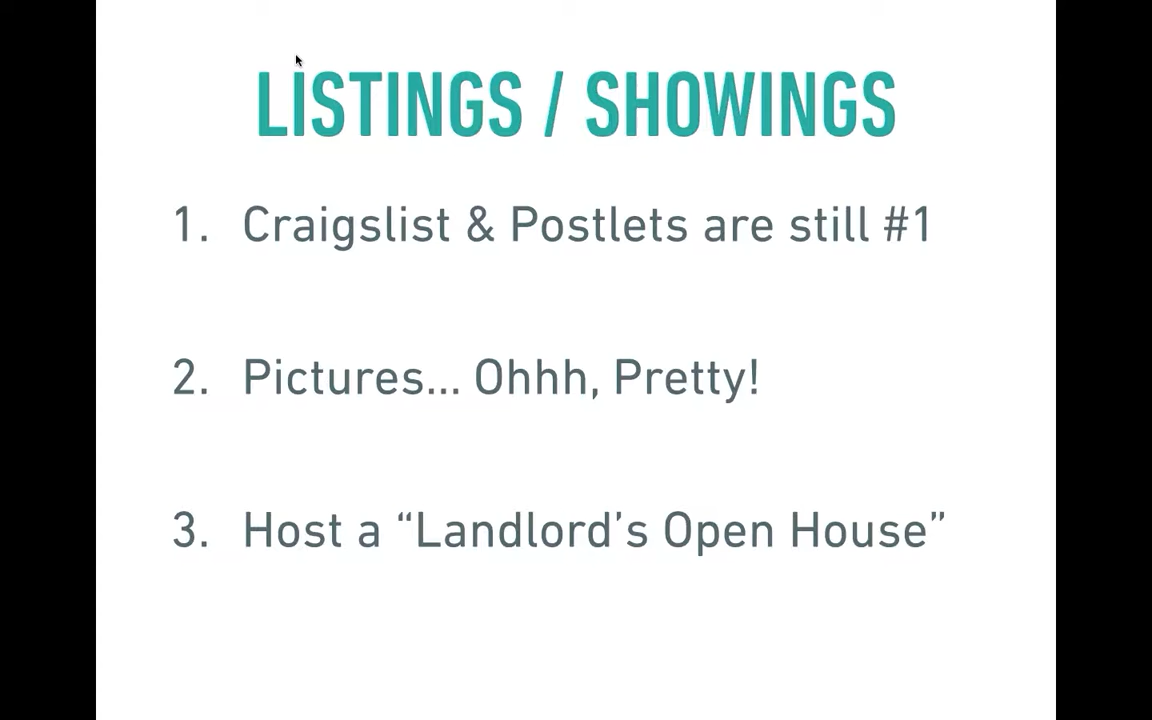 LISTINGS / SHOWINGS
1. Craigslist & Postlets are still #1
2. Pictures... Ohhh, Pretty!
3. Host a “Landlord’s Open House”